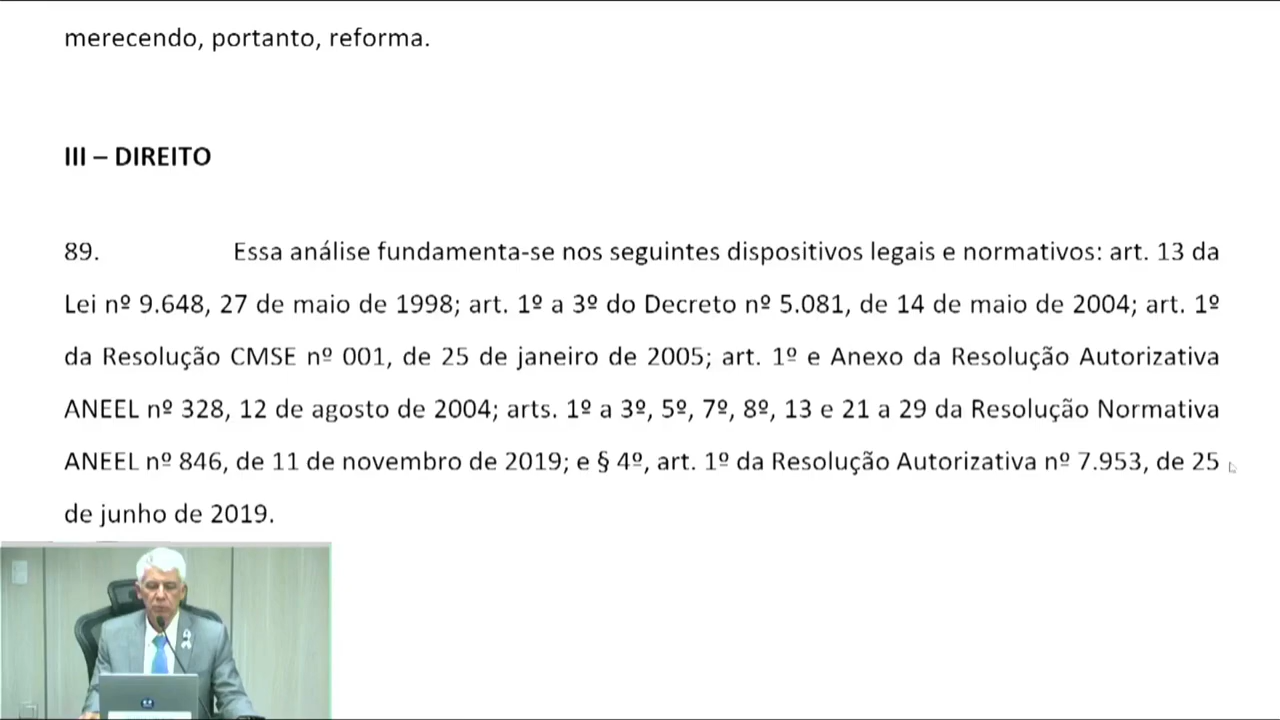 merecendo, portanto, reforma.
III – DIREITO
89. Essa análise fundamenta-se nos seguintes dispositivos legais e normativos: art. 13 da
Lei nº 9.648, 27 de maio de 1998; art. 1º a 3º do Decreto nº 5.081, de 14 de maio de 2004; art. 1º
da Resolução CMSE nº 001, de 25 de janeiro de 2005; art. 1º e Anexo da Resolução Autorizativa
ANEEL nº 328, 12 de agosto de 2004; arts. 1º a 3º, 5º, 7º, 8º, 13 e 21 a 29 da Resolução Normativa
ANEEL nº 846, de 11 de novembro de 2019; e § 4º, art. 1º da Resolução Autorizativa nº 7.953, de 25
de junho de 2019.